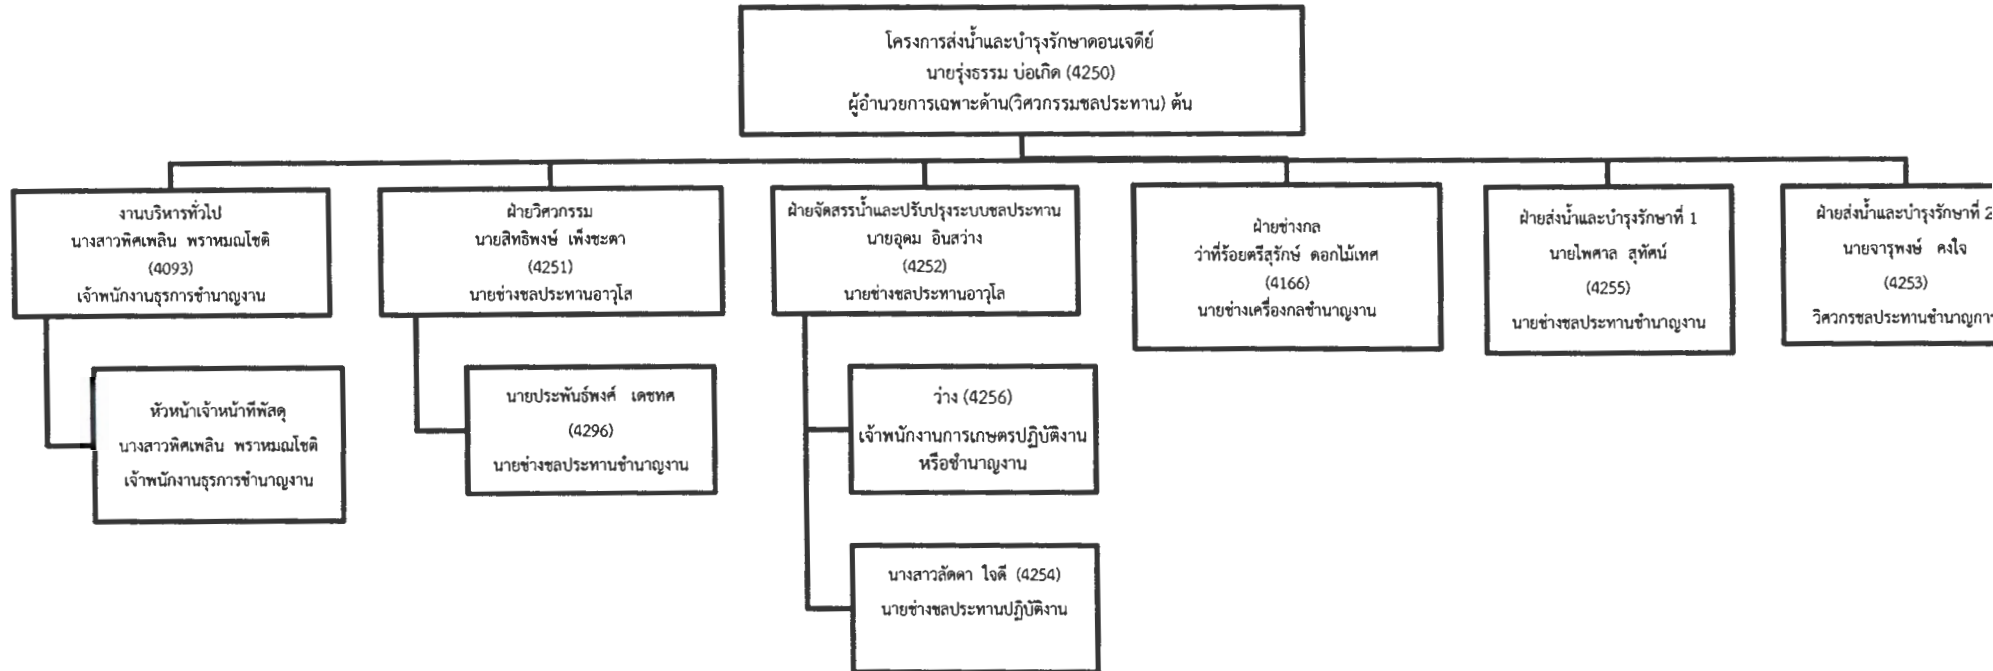 โครงการส่งน้ำและบำรุงรักษาดอนเจดีย์
นายรุ่งธรรม บ่อเกิด (4250)
ผู้อำนวยการเฉพาะด้าน(วิศวกรรมชลประทาน) ต้น
งานบริหารทั่วไป
นางสาวพิศเพลิน พราหมณโชติ
(4093)
เจ้าพนักงานธุรการชำนาญงาน
ฝ่ายวิศวกรรม
นายสิทธิพงษ์ เพ็งชะตา
(4251)
นายช่างชลประทานอาวุโส
ฝ่ายจัดสรรน้ำและปรับปรุงระบบชลประทาน
นายอุดม อินสว่าง
(4252)
นายช่างชลประทานอาวุโล
ฝ่ายช่างกล
ว่าที่ร้อยตรีสุรักษ์ ดอกไม้เทศ
(4166)
นายช่างเครื่องกลชำนาญงาน
ฝ่ายส่งน้ำและบำรุงรักษาที่ 1
นายไพศาล สุทัศน์
(4255)
นายช่างชลประทานชำนาญงาน
ฝ่ายส่งน้ำและบำรุงรักษาที่ 2
นายจารุพงษ์ คงใจ
(4253)
วิศวกรชลประทานชำนาญการ
หัวหน้าเจ้าหน้าที่พัสดุ
นางสาวพิศเพลิน พราหมณโชติ
เจ้าพนักงานธุรการชำนาญงาน
นายประพันธ์พงศ์ เดชทศ
(4296)
นายช่างชลประทานชำนาญงาน
ว่าง (4256)
เจ้าพนักงานการเกษตรปฏิบัติงาน
หรือชำนาญงาน
นางสาวลัดดา ใจดี (4254)
นายช่างชลประทานปฏิบัติงาน